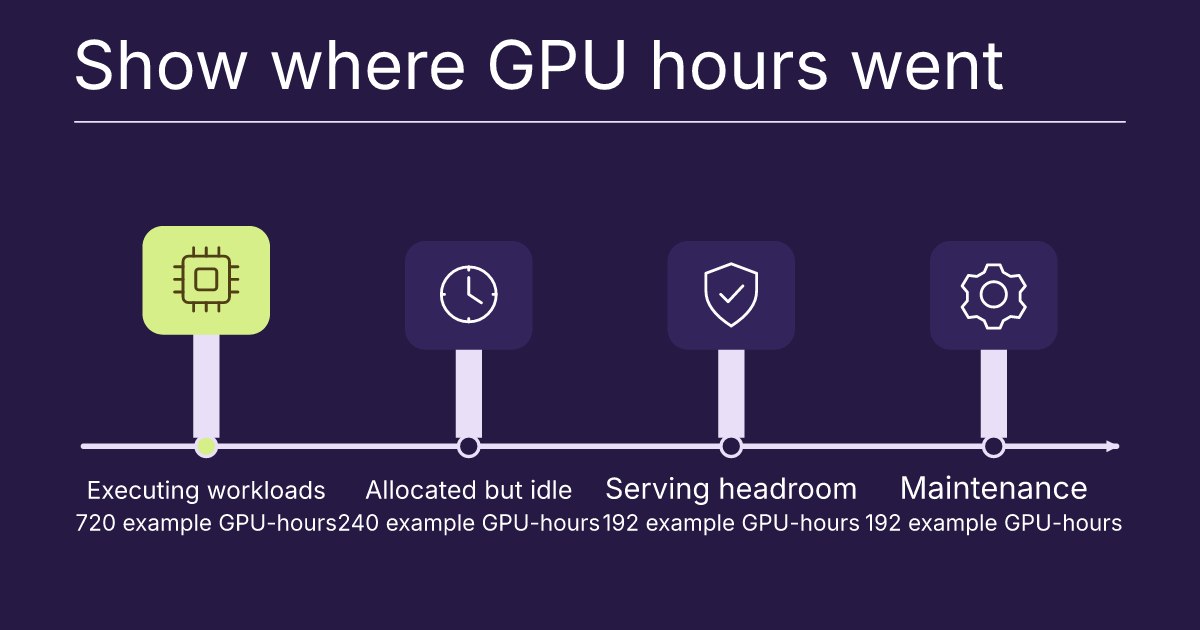 Show where GPU hours went
Executing workloads
720 example GPU-hours
Allocated but idle
240 example GPU-hours
Serving headroom
192 example GPU-hours
Maintenance
192 example GPU-hours